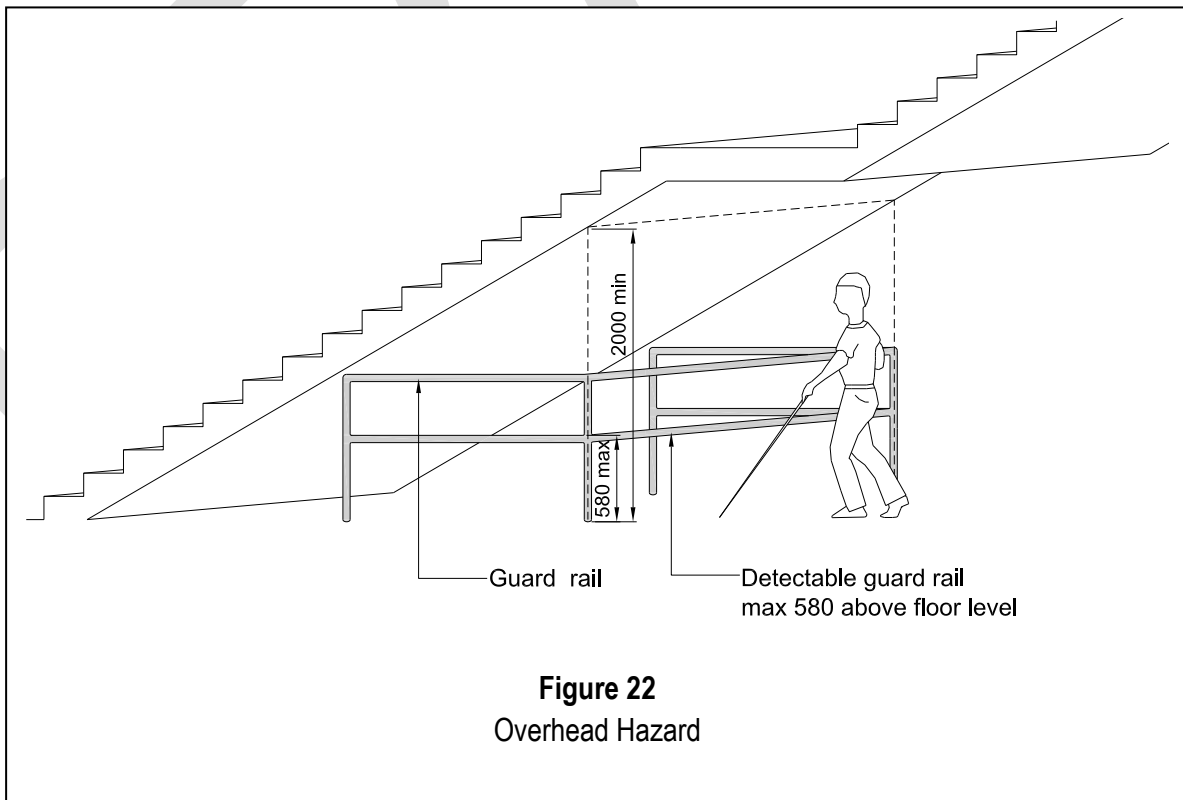 2000 min
580 max
Guard rail
Detectable guard rail
max 580 above floor level
Figure 22
Overhead Hazard